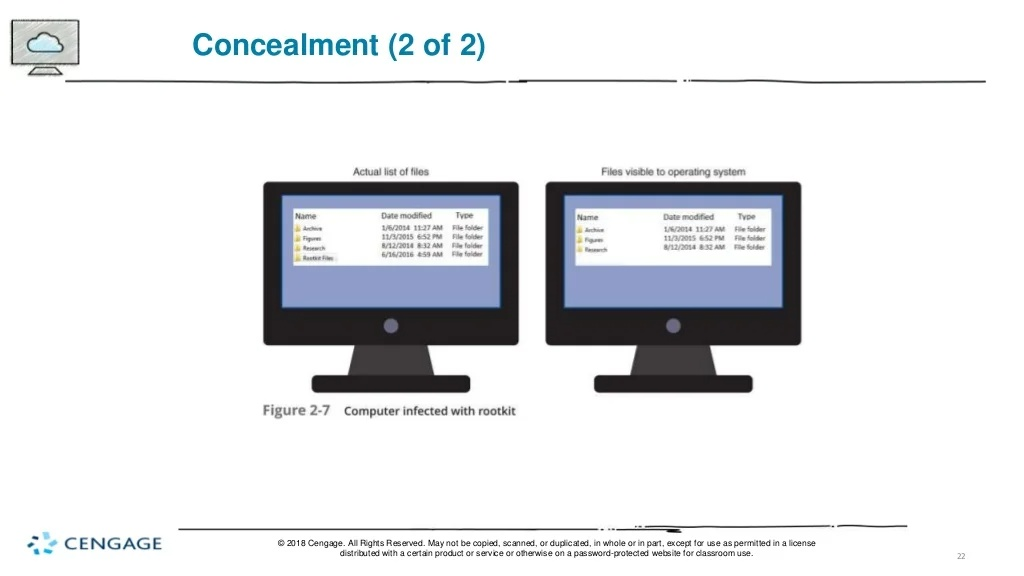 Concealment (2 of 2)
Actual list of files
Files visible to operating system
Name Date modified Type
Archive 1/6/2014 11:27 AM File folder
Figures 11/3/2015 6:52 PM File folder
Research 8/12/2014 8:32 AM File folder
Rootkit Files 6/16/2016 4:59 AM File folder
Name Date modified Type
Archive 1/6/2014 11:27 AM File folder
Figures 11/3/2015 6:52 PM File folder
Research 8/12/2014 8:32 AM File folder
Figure 2-7 Computer infected with rootkit
CENGAGE
© 2018 Cengage. All Rights Reserved. May not be copied, scanned, or duplicated, in whole or in part, except for use as permitted in a license
distributed with a certain product or service or otherwise on a password-protected website for classroom use.
22